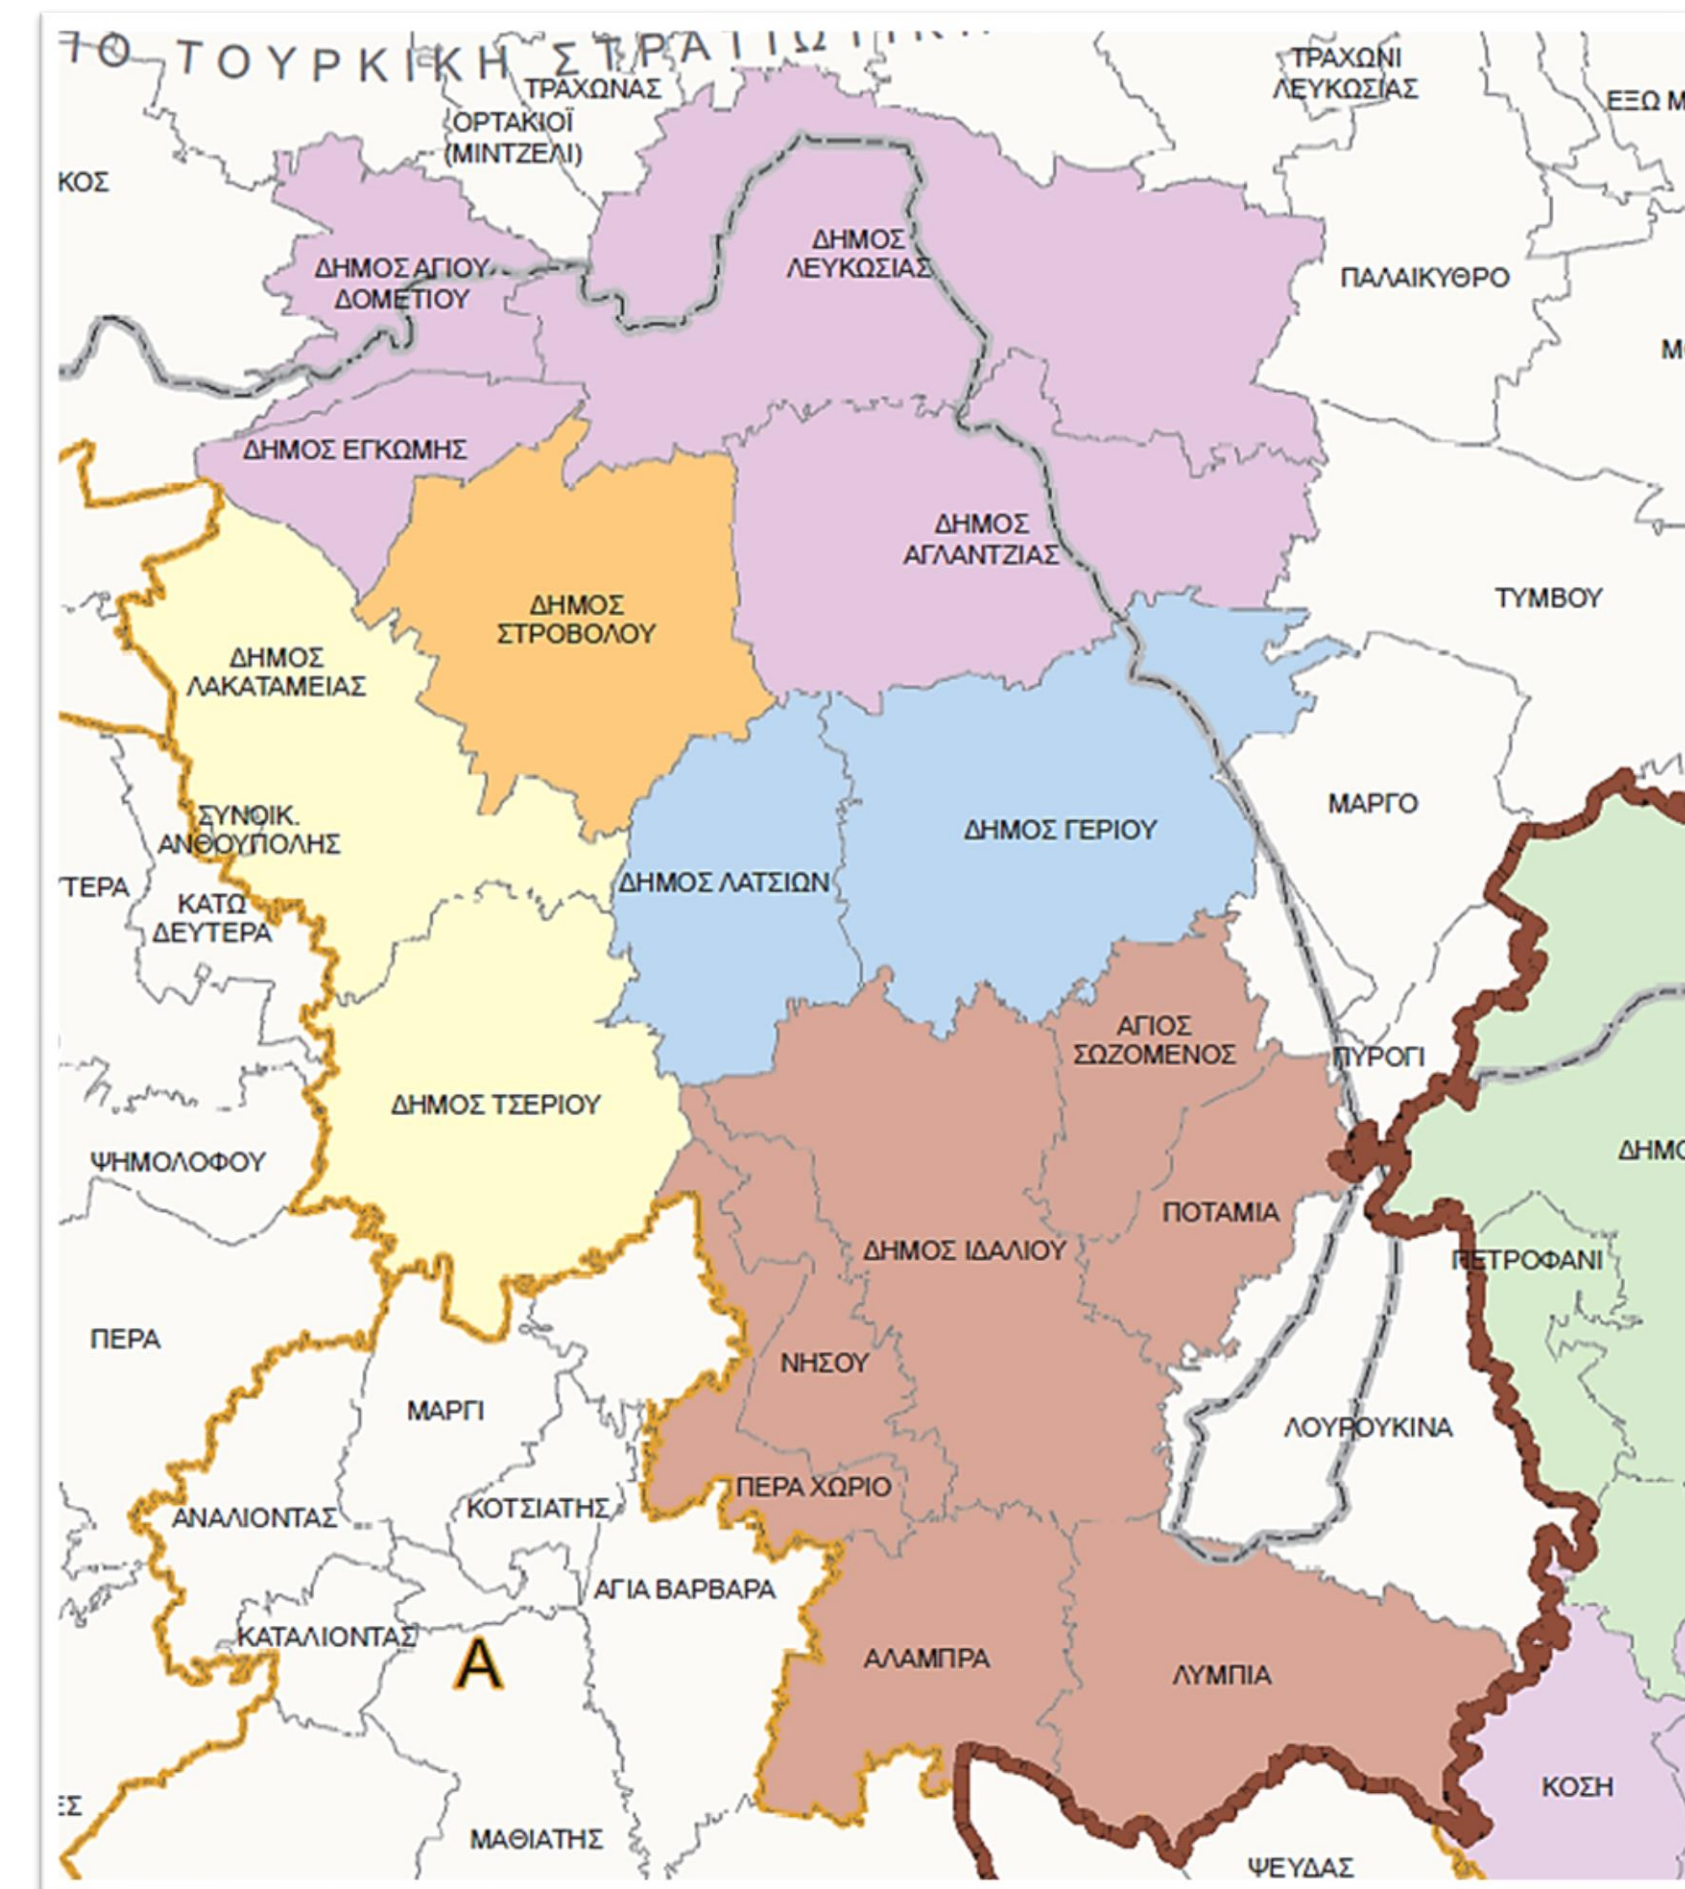 ΤΟΥΡΚΙΚΗ
ΤΡΑΧΩΝΑΣ
ΟΡΤΑΚΙΟΪ
(ΜΙΝΤΖΕΛΙ)
ΤΡΑΧΩΝΙ
ΛΕΥΚΩΣΙΑΣ
ΕΞΩ Μ
ΚΟΣ
ΔΗΜΟΣ
ΛΕΥΚΩΣΙΑΣ
ΔΗΜΟΣ ΑΓΙΟΥ
ΔΟΜΕΤΙΟΥ
ΠΑΛΑΙΚΥΘΡΟ
ΔΗΜΟΣ ΕΓΚΩΜΗΣ
ΔΗΜΟΣ
ΑΓΛΑΝΤΖΙΑΣ
ΔΗΜΟΣ
ΣΤΡΟΒΟΛΟΥ
ΤΥΜΒΟΥ
ΔΗΜΟΣ
ΛΑΚΑΤΑΜΕΙΑΣ
ΣΥΝΟΙΚ.
ΑΝΘΟΥΠΟΛΗΣ
ΜΑΡΓΟ
ΔΗΜΟΣ ΓΕΡΙΟΥ
ΔΗΜΟΣ ΛΑΤΣΙΩΝ
ΤΕΡΑ
ΚΑΤΩ
ΔΕΥΤΕΡΑ
ΑΓΙΟΣ
ΣΩΖΟΜΕΝΟΣ
ΠΥΡΟΓΙ
ΔΗΜΟΣ ΤΣΕΡΙΟΥ
ΨΗΜΟΛΟΦΟΥ
ΔΗΜΟ
ΠΟΤΑΜΙΑ
ΔΗΜΟΣ ΙΔΑΛΙΟΥ
ΠΕΤΡΟΦΑΝΙ
ΠΕΡΑ
ΝΗΣΟΥ
ΜΑΡΓΙ
ΛΟΥΡΟΥΚΙΝΑ
ΠΕΡΑ ΧΩΡΙΟ
ΑΝΑΛΙΟΝΤΑΣ
ΚΟΤΣΙΑΤΗΣ
ΑΓΙΑ ΒΑΡΒΑΡΑ
ΚΑΤΑΛΙΟΝΤΑΣ
Α
ΑΛΑΜΠΡΑ
ΛΥΜΠΙΑ
ΚΟΣΗ
ΕΣ
ΜΑΘΙΑΤΗΣ
ΨΕΥΔΑΣ